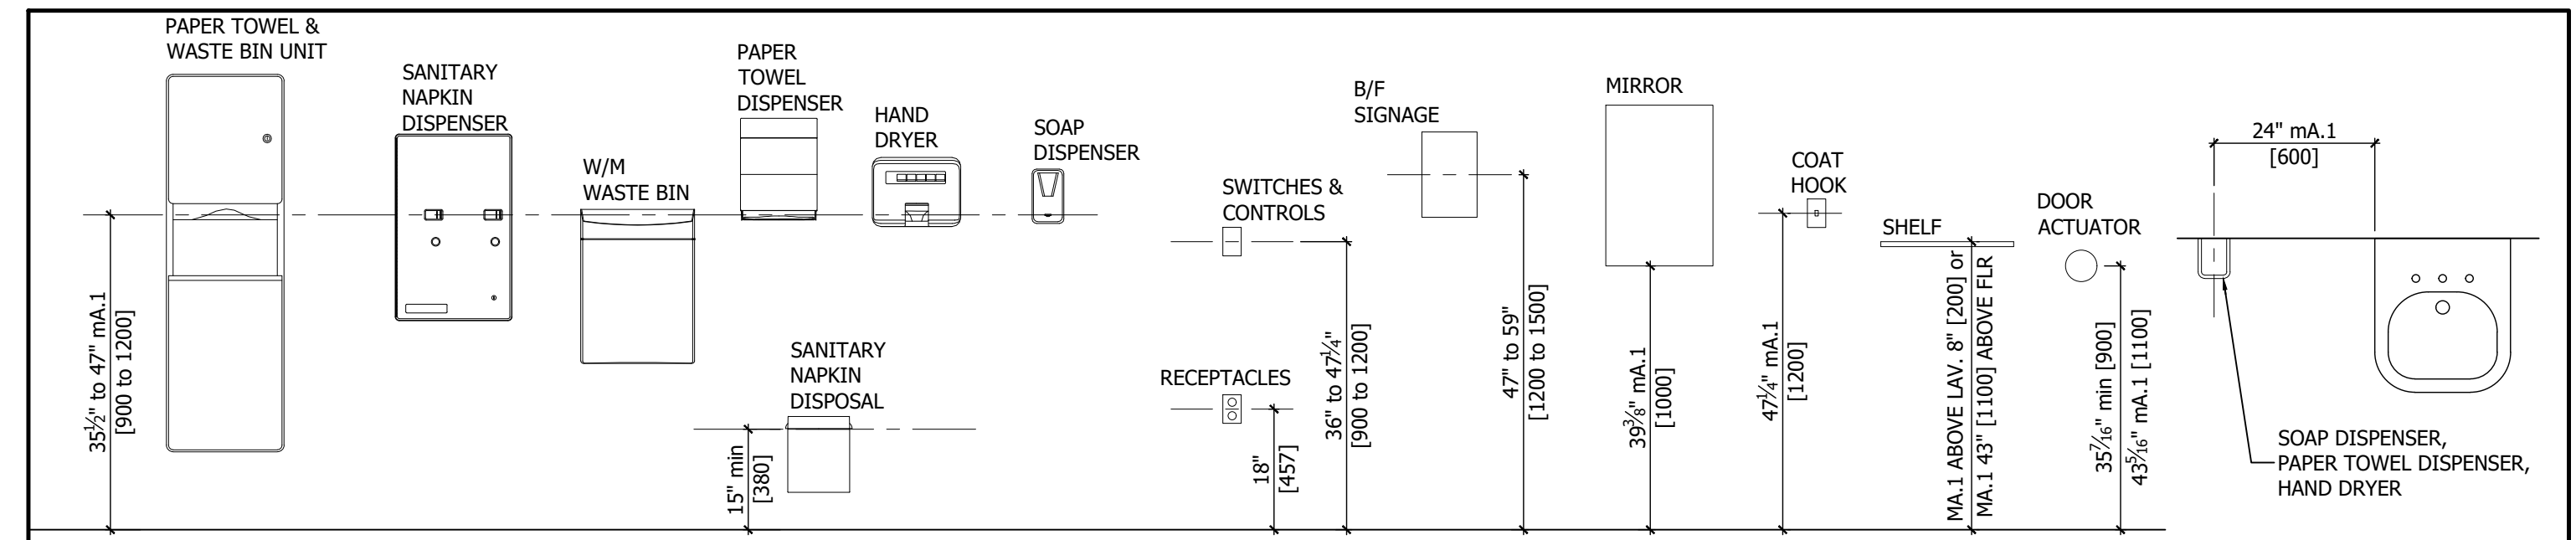 PAPER TOWEL &
WASTE BIN UNIT
SANITARY
NAPKIN
DISPENSER
W/M
WASTE BIN
PAPER
TOWEL
DISPENSER
HAND
DRYER
SOAP
DISPENSER
SANITARY
NAPKIN
DISPOSAL
35½" to 47" mA.1
[900 to 1200]
15" min
[380]
SWITCHES &
CONTROLS
RECEPTACLES
18"
[457]
36" to 47¼"
[900 to 1200]
B/F
SIGNAGE
47" to 59"
[1200 to 1500]
MIRROR
39⅜" mA.1
[1000]
COAT
HOOK
47¼" mA.1
[1200]
SHELF
MA.1 ABOVE LAV. 8" [200] or
MA.1 43" [1100] ABOVE FLR
DOOR
ACTUATOR
357⁄16" min [900]
435⁄16" mA.1 [1100]
24" mA.1
[600]
SOAP DISPENSER,
PAPER TOWEL DISPENSER,
HAND DRYER